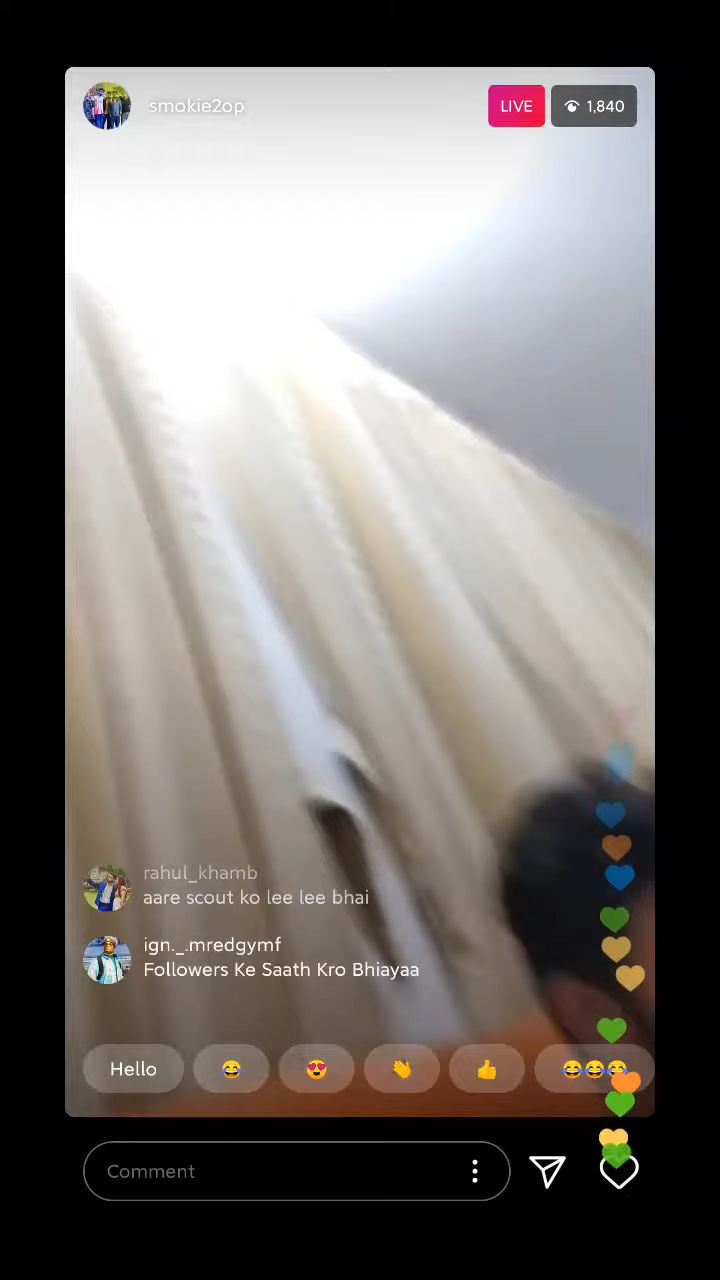 smokie2op
LIVE
1,840
rahul_khamb
aare scout ko lee lee bhai
ign._.mredgymf
Followers Ke Saath Kro Bhiyaa
Hello
Comment